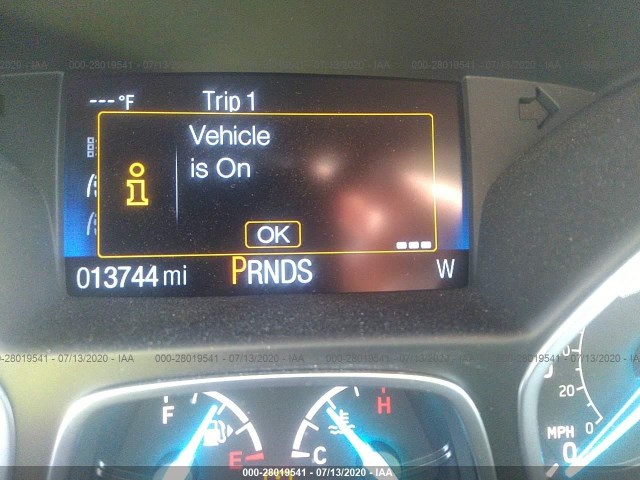 000-28019541 - 07/13/2020 - IAA
---°F Trip 1
Vehicle
is On
OK
013744 mi PRNDS W
-28019541 - 07/13/2020 - IAA 000-28019541 - 07/13/2020 - IAA
F H
20
E C 0
MPH 0
000-28019541 - 07/13/2020 - IAA